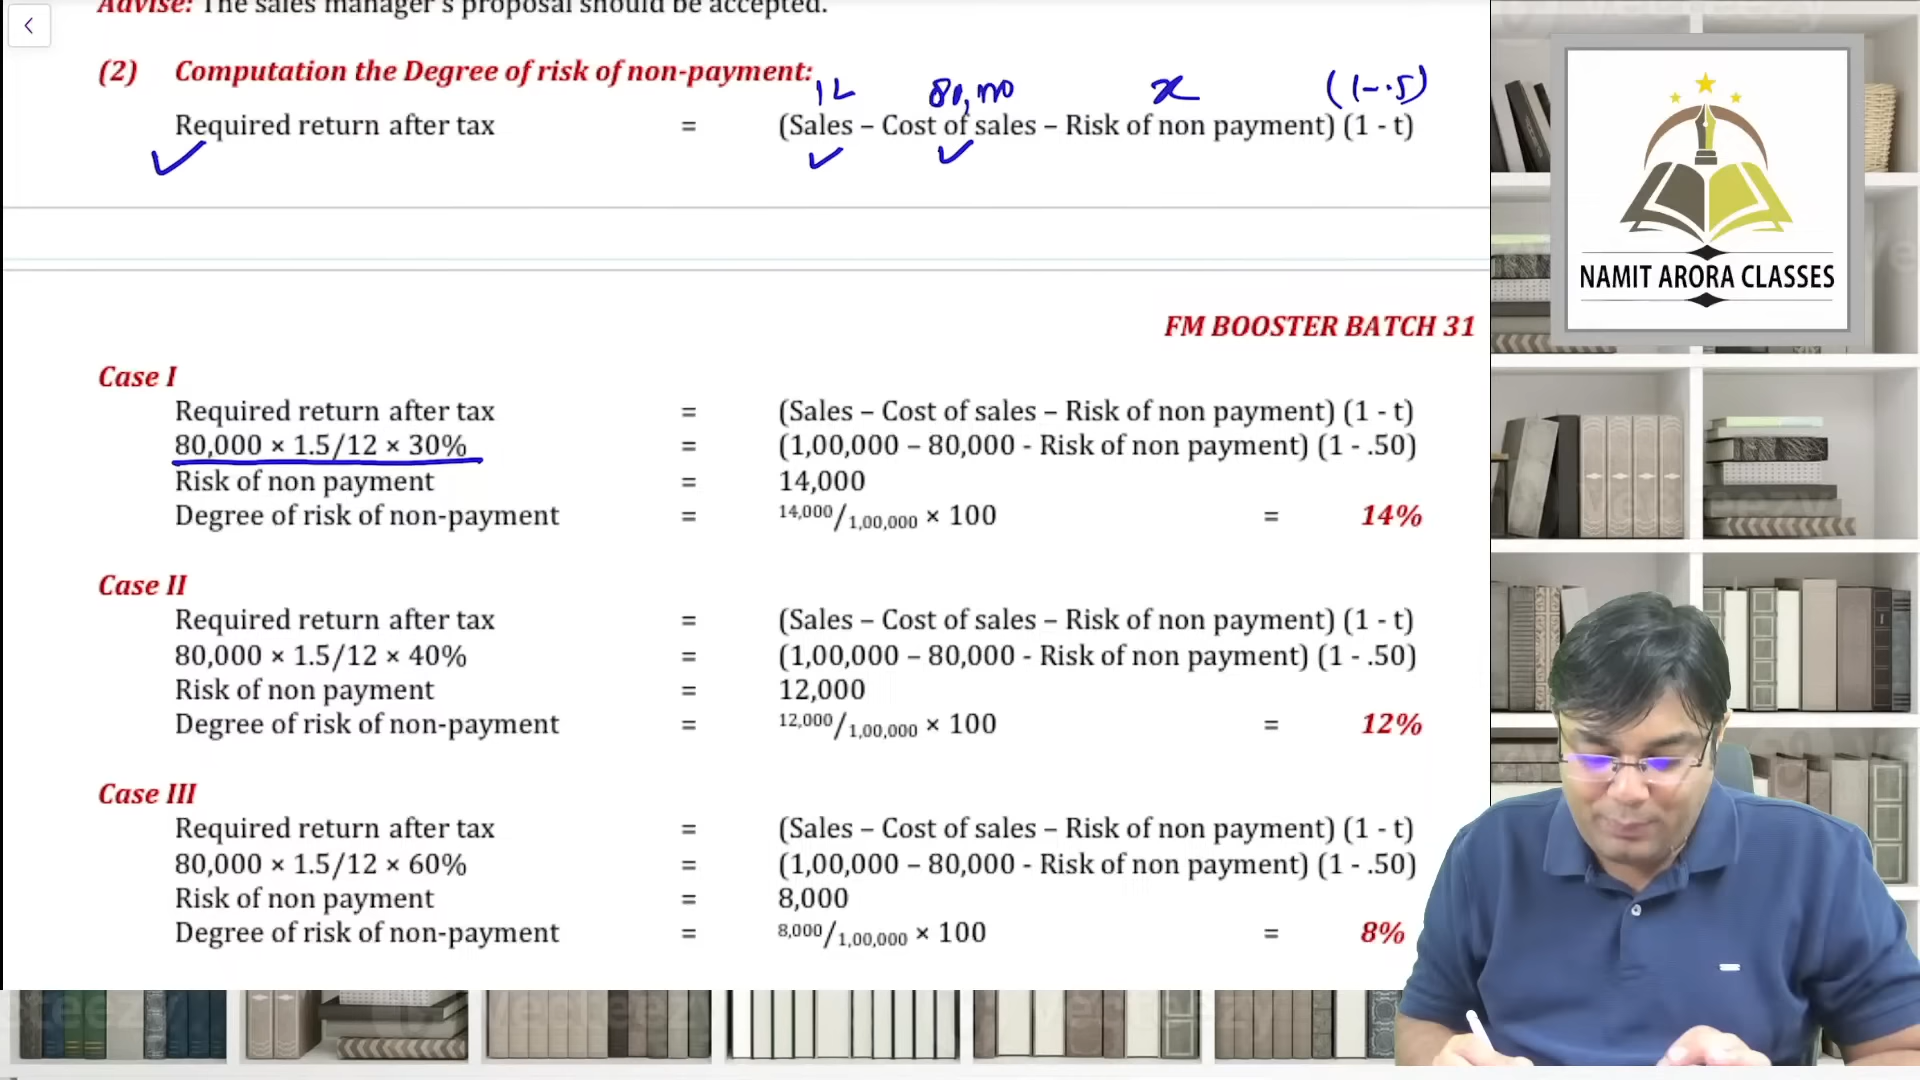 Advise: The sales manager's proposal should be accepted.
(2) Computation the Degree of risk of non-payment:
1L 80,000 x (1-.5)
Required return after tax = (Sales – Cost of sales – Risk of non payment) (1 - t)
NAMIT ARORA CLASSES
FM BOOSTER BATCH 31
Case I
Required return after tax = (Sales – Cost of sales – Risk of non payment) (1 - t)
80,000 × 1.5/12 × 30% = (1,00,000 – 80,000 - Risk of non payment) (1 - .50)
Risk of non payment = 14,000
Degree of risk of non-payment = 14,000/1,00,000 × 100 = 14%
Case II
Required return after tax = (Sales – Cost of sales – Risk of non payment) (1 - t)
80,000 × 1.5/12 × 40% = (1,00,000 – 80,000 - Risk of non payment) (1 - .50)
Risk of non payment = 12,000
Degree of risk of non-payment = 12,000/1,00,000 × 100 = 12%
Case III
Required return after tax = (Sales – Cost of sales – Risk of non payment) (1 - t)
80,000 × 1.5/12 × 60% = (1,00,000 – 80,000 - Risk of non payment) (1 - .50)
Risk of non payment = 8,000
Degree of risk of non-payment = 8,000/1,00,000 × 100 = 8%